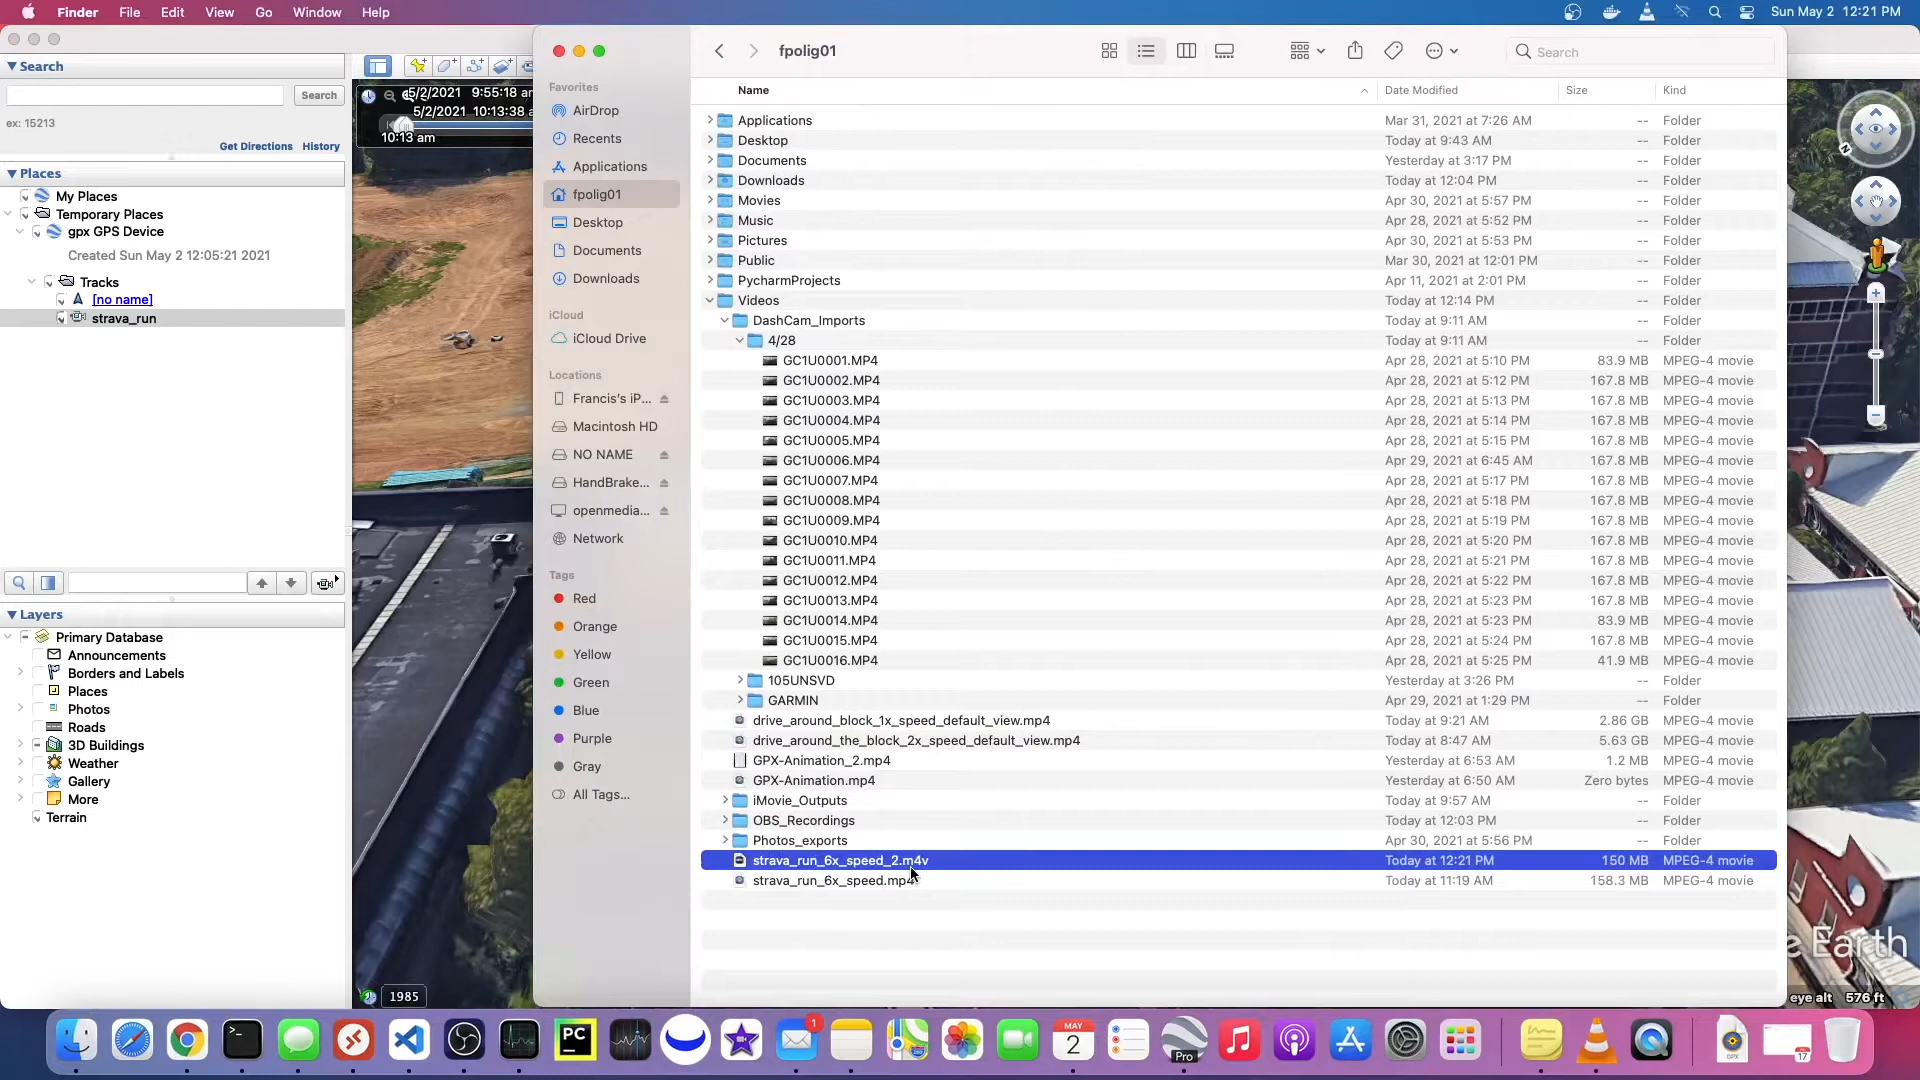 Finder File Edit View Go Window Help Sun May 2 12:21 PM
Search
Search
ex: 15213
Get Directions History
Places
My Places
Temporary Places
gpx GPS Device
Created Sun May 2 12:05:21 2021
Tracks
[no name]
strava_run
Layers
Primary Database
Announcements
Borders and Labels
Places
Photos
Roads
3D Buildings
Weather
Gallery
More
Terrain
5/2/2021 9:55:18 am
5/2/2021 10:13:38 a
10:13 am
1985
Favorites
AirDrop
Recents
Applications
fpolig01
Desktop
Documents
Downloads
iCloud
iCloud Drive
Locations
Francis's iP...
Macintosh HD
NO NAME
HandBrake...
openmedia...
Network
Tags
Red
Orange
Yellow
Green
Blue
Purple
Gray
All Tags...
fpolig01 Search
Name Date Modified Size Kind
Applications Mar 31, 2021 at 7:26 AM -- Folder
Desktop Today at 9:43 AM -- Folder
Documents Yesterday at 3:17 PM -- Folder
Downloads Today at 12:04 PM -- Folder
Movies Apr 30, 2021 at 5:57 PM -- Folder
Music Apr 28, 2021 at 5:52 PM -- Folder
Pictures Apr 30, 2021 at 5:53 PM -- Folder
Public Mar 30, 2021 at 12:01 PM -- Folder
PycharmProjects Apr 11, 2021 at 2:01 PM -- Folder
Videos Today at 12:14 PM -- Folder
DashCam_Imports Today at 9:11 AM -- Folder
4/28 Today at 9:11 AM -- Folder
GC1U0001.MP4 Apr 28, 2021 at 5:10 PM 83.9 MB MPEG-4 movie
GC1U0002.MP4 Apr 28, 2021 at 5:12 PM 167.8 MB MPEG-4 movie
GC1U0003.MP4 Apr 28, 2021 at 5:13 PM 167.8 MB MPEG-4 movie
GC1U0004.MP4 Apr 28, 2021 at 5:14 PM 167.8 MB MPEG-4 movie
GC1U0005.MP4 Apr 28, 2021 at 5:15 PM 167.8 MB MPEG-4 movie
GC1U0006.MP4 Apr 29, 2021 at 6:45 AM 167.8 MB MPEG-4 movie
GC1U0007.MP4 Apr 28, 2021 at 5:17 PM 167.8 MB MPEG-4 movie
GC1U0008.MP4 Apr 28, 2021 at 5:18 PM 167.8 MB MPEG-4 movie
GC1U0009.MP4 Apr 28, 2021 at 5:19 PM 167.8 MB MPEG-4 movie
GC1U0010.MP4 Apr 28, 2021 at 5:20 PM 167.8 MB MPEG-4 movie
GC1U0011.MP4 Apr 28, 2021 at 5:21 PM 167.8 MB MPEG-4 movie
GC1U0012.MP4 Apr 28, 2021 at 5:22 PM 167.8 MB MPEG-4 movie
GC1U0013.MP4 Apr 28, 2021 at 5:23 PM 167.8 MB MPEG-4 movie
GC1U0014.MP4 Apr 28, 2021 at 5:23 PM 83.9 MB MPEG-4 movie
GC1U0015.MP4 Apr 28, 2021 at 5:24 PM 167.8 MB MPEG-4 movie
GC1U0016.MP4 Apr 28, 2021 at 5:25 PM 41.9 MB MPEG-4 movie
105UNSVD Yesterday at 3:26 PM -- Folder
GARMIN Apr 29, 2021 at 1:29 PM -- Folder
drive_around_block_1x_speed_default_view.mp4 Today at 9:21 AM 2.86 GB MPEG-4 movie
drive_around_the_block_2x_speed_default_view.mp4 Today at 8:47 AM 5.63 GB MPEG-4 movie
GPX-Animation_2.mp4 Yesterday at 6:53 AM 1.2 MB MPEG-4 movie
GPX-Animation.mp4 Yesterday at 6:50 AM Zero bytes MPEG-4 movie
iMovie_Outputs Today at 9:57 AM -- Folder
OBS_Recordings Today at 12:03 PM -- Folder
Photos_exports Apr 30, 2021 at 5:56 PM -- Folder
strava_run_6x_speed_2.m4v Today at 12:21 PM 150 MB MPEG-4 movie
strava_run_6x_speed.mp4 Today at 11:19 AM 158.3 MB MPEG-4 movie
N
e Earth
eye alt 576 ft
PC
1
MAY
2
Pro
GPX
17